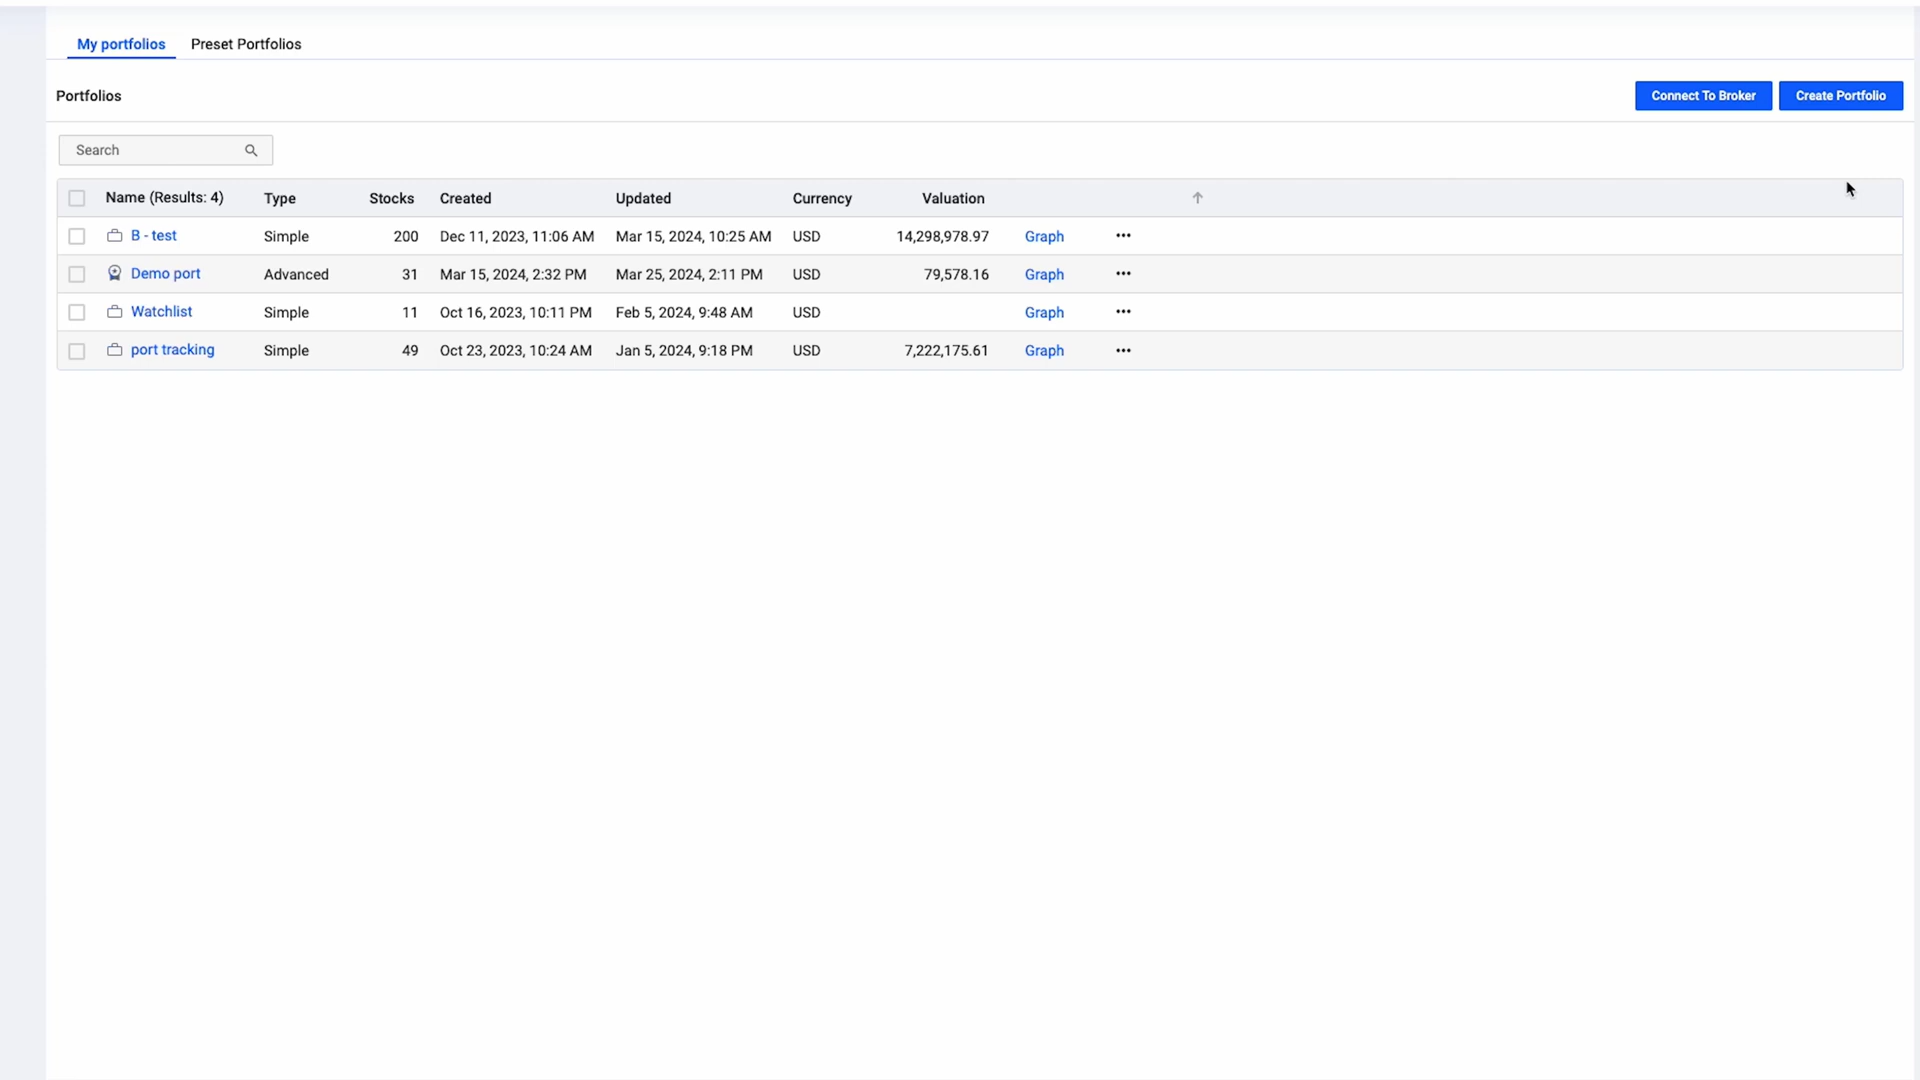 My portfolios Preset Portfolios
Portfolios Connect To Broker Create Portfolio
Search
Name (Results: 4) Type Stocks Created Updated Currency Valuation
B - test Simple 200 Dec 11, 2023, 11:06 AM Mar 15, 2024, 10:25 AM USD 14,298,978.97 Graph
Demo port Advanced 31 Mar 15, 2024, 2:32 PM Mar 25, 2024, 2:11 PM USD 79,578.16 Graph
Watchlist Simple 11 Oct 16, 2023, 10:11 PM Feb 5, 2024, 9:48 AM USD Graph
port tracking Simple 49 Oct 23, 2023, 10:24 AM Jan 5, 2024, 9:18 PM USD 7,222,175.61 Graph